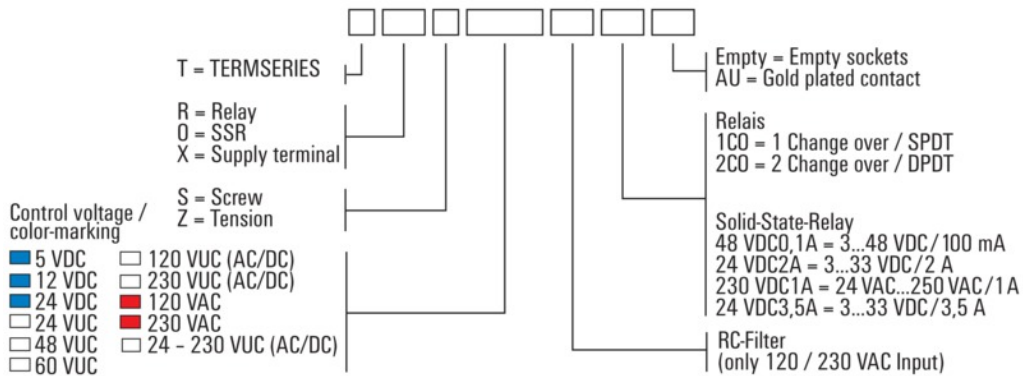 T = TERMSERIES
R = Relay
O = SSR
X = Supply terminal
S = Screw
Z = Tension
Control voltage /
color-marking
5 VDC
12 VDC
24 VDC
24 VUC
48 VUC
60 VUC
120 VUC (AC/DC)
230 VUC (AC/DC)
120 VAC
230 VAC
24 – 230 VUC (AC/DC)
Empty = Empty sockets
AU = Gold plated contact
Relais
1CO = 1 Change over / SPDT
2CO = 2 Change over / DPDT
Solid-State-Relay
48 VDC0,1A = 3...48 VDC/100 mA
24 VDC2A = 3...33 VDC/2 A
230 VDC1A = 24 VAC...250 VAC/1A
24 VDC3,5A = 3...33 VDC/3,5 A
RC-Filter
(only 120 / 230 VAC Input)